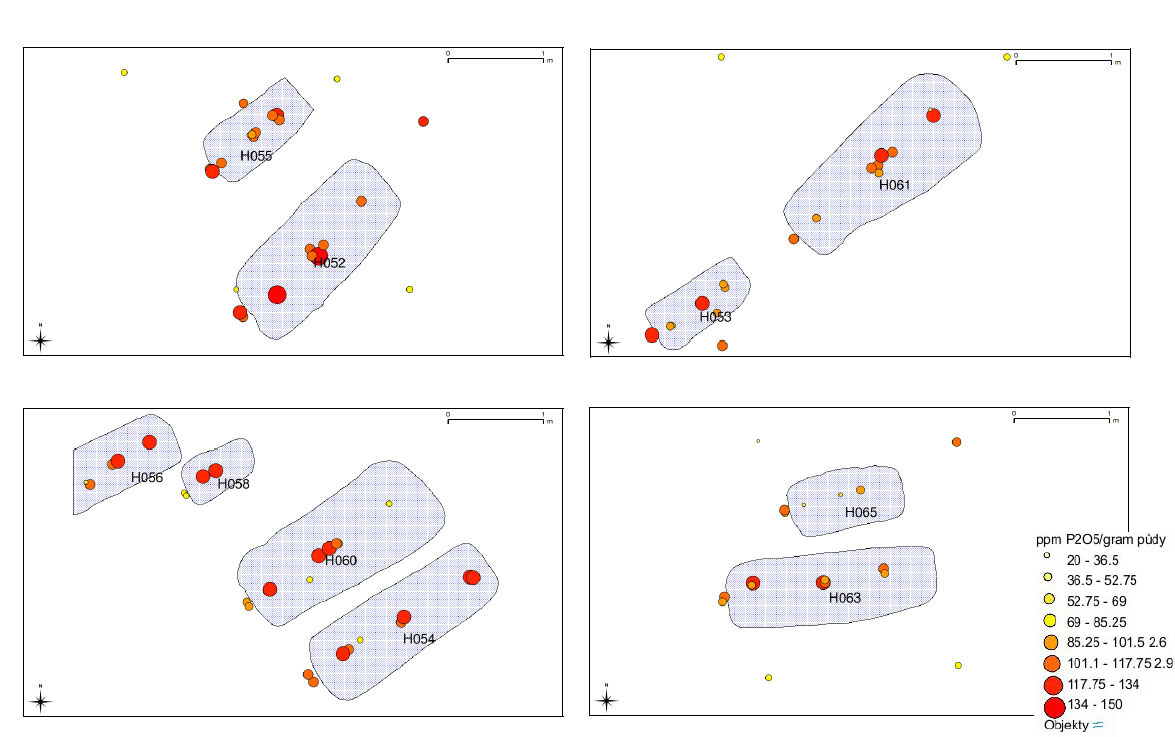 0 1
m
H055
H052
N
0 1
m
H061
H053
N
0 1
m
H056
H058
H060
H054
N
0 1
m
H065
H063
N
ppm P2O5/gram půdy
20 - 36.5
36.5 - 52.75
52.75 - 69
69 - 85.25
85.25 - 101.5 2.6
101.1 - 117.75 2.9
117.75 - 134
134 - 150
Objekty